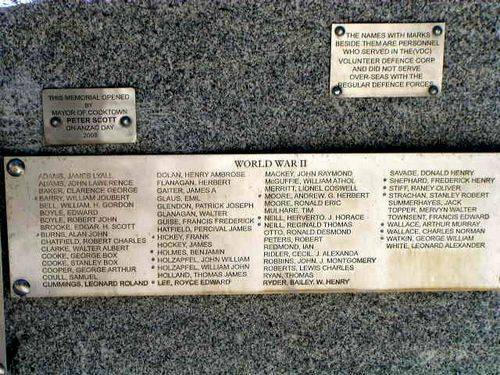 THE NAMES WITH MARKS
BESIDE THEM ARE PERSONNEL
WHO SERVED IN THE(VDC)
VOLUNTEER DEFENCE CORP
AND DID NOT SERVE
OVER-SEAS WITH THE
REGULAR DEFENCE FORCES
THIS MEMORIAL OPENED
BY
MAYOR OF COOKTOWN
PETER SCOTT
ON ANZAC DAY
2008
WORLD WAR II
ADAMS, JAMES LYALL
ADAMS, JOHN LAWRENCE
BAKER, CLARENCE GEORGE
* BARRY, WILLIAM JOUBERT
BELL, WILLIAM. H. GORDON
BOYLE, EDWARD
BOYLE, ROBERT JOHN
BROOKE, EDGAR. H. SCOTT
* BURNS, ALAN JOHN
CHATFIELD, ROBERT CHARLES
CLARKE, WALTER ALBERT
COOKE, GEORGE BOX
COOKE, STANLEY BOX
COOPER, GEORGE ARTHUR
COULL, SAMUEL
CUMMINGS, LEONARD ROLAND
DOLAN, HENRY AMBROSE
FLANAGAN, HERBERT
GAITER, JAMES A
GLAUS, EMIL
GLENDON, PATRICK JOSEPH
GLANAGAN, WALTER
GUISE, FRANCIS FREDERICK
HATFIELD, PERCIVAL JAMES
* HICKEY, FRANK
* HOCKEY, JAMES
* HOLMES, BENJAMIN
* HOLZAPFEL, JOHN WILLIAM
* HOLZAPFEL, WILLIAM JOHN
HOLLAND, THOMAS JAMES
* LEE, ROYCE EDWARD
MACKEY, JOHN RAYMOND
* McGUFFIE, WILLIAM ATHOL
MERRITT, LIONEL COSWELL
* MOORE, ANDREW, G. HERBERT
MOORE, RONALD ERIC
MULHARE, TIM
* NEILL, HERIVERTO. J. HORACE
* NEILL, REGINALD THOMAS
OTTO, RONALD DESMOND
PETERS, ROBERT
REDMOND, IAN
RIDLER, CECIL. J. ALEXANDA
ROBBINS, JOHN, J. MONTGOMERY
ROBERTS, LEWIS CHARLES
RYAN, THOMAS
RYDER, BAILEY, W. HENRY
SAVAGE, DONALD HENRY
* SHEPHARD, FREDERICK HENRY
* STIFF, RANEY OLIVER
* STRACHAN, STANLEY ROBERT
SUMMERHAYES, JACK
TOPPER, MERVYN WALTER
TOWNSENT, FRANCIS EDWARD
* WALLACE, ARTHUR MURRAY
* WALLACE, CHARLES NORMAN
* WATKIN, GEORGE WILLIAM
WHITE, LEONARD ALEXANDER